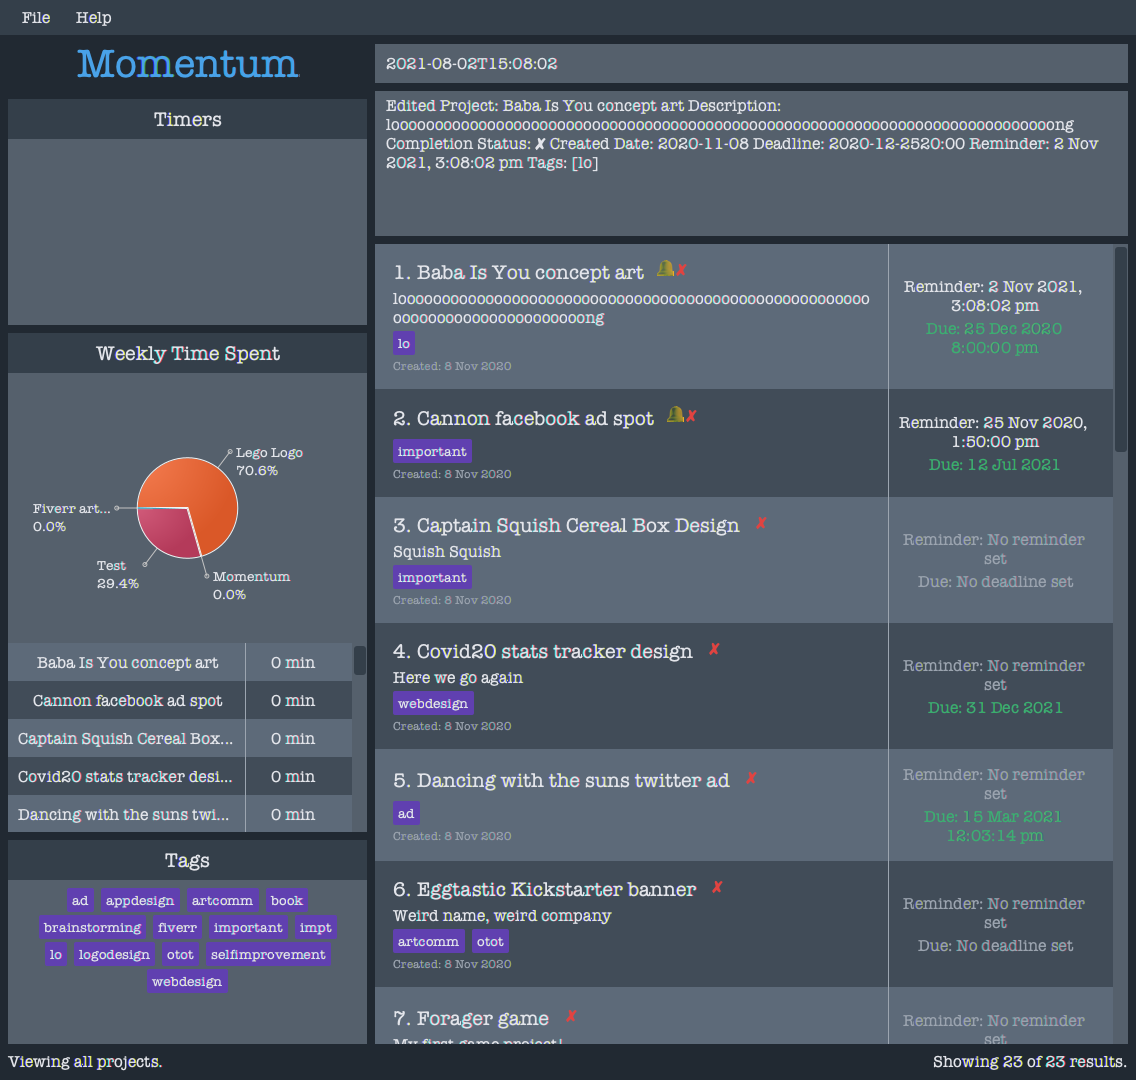 File Help
Momentum
2021-08-02T15:08:02
Edited Project: Baba Is You concept art Description:
loooooooooooooooooooooooooooooooooooooooooooooooooooooooooooooooooooooooooooong
Completion Status: ✘ Created Date: 2020-11-08 Deadline: 2020-12-2520:00 Reminder: 2 Nov
2021, 3:08:02 pm Tags: [lo]
Timers
Weekly Time Spent
Lego Logo
70.6%
Fiverr art...
0.0%
Test
29.4%
Momentum
0.0%
Baba Is You concept art 0 min
Cannon facebook ad spot 0 min
Captain Squish Cereal Box... 0 min
Covid20 stats tracker desi... 0 min
Dancing with the suns twi... 0 min
Tags
ad appdesign artcomm book
brainstorming fiverr important impt
lo logodesign otot selfimprovement
webdesign
1. Baba Is You concept art ✘
loooooooooooooooooooooooooooooooooooooooooooooooooooooo
oooooooooooooooooooooong
lo
Created: 8 Nov 2020
Reminder: 2 Nov 2021,
3:08:02 pm
Due: 25 Dec 2020
8:00:00 pm
2. Cannon facebook ad spot ✘
important
Created: 8 Nov 2020
Reminder: 25 Nov 2020,
1:50:00 pm
Due: 12 Jul 2021
3. Captain Squish Cereal Box Design ✘
Squish Squish
important
Created: 8 Nov 2020
Reminder: No reminder
set
Due: No deadline set
4. Covid20 stats tracker design ✘
Here we go again
webdesign
Created: 8 Nov 2020
Reminder: No reminder
set
Due: 31 Dec 2021
5. Dancing with the suns twitter ad ✘
ad
Created: 8 Nov 2020
Reminder: No reminder
set
Due: 15 Mar 2021
12:03:14 pm
6. Eggtastic Kickstarter banner ✘
Weird name, weird company
artcomm otot
Created: 8 Nov 2020
Reminder: No reminder
set
Due: No deadline set
7. Forager game ✘
My first game project!
Reminder: No reminder
set
Viewing all projects.
Showing 23 of 23 results.